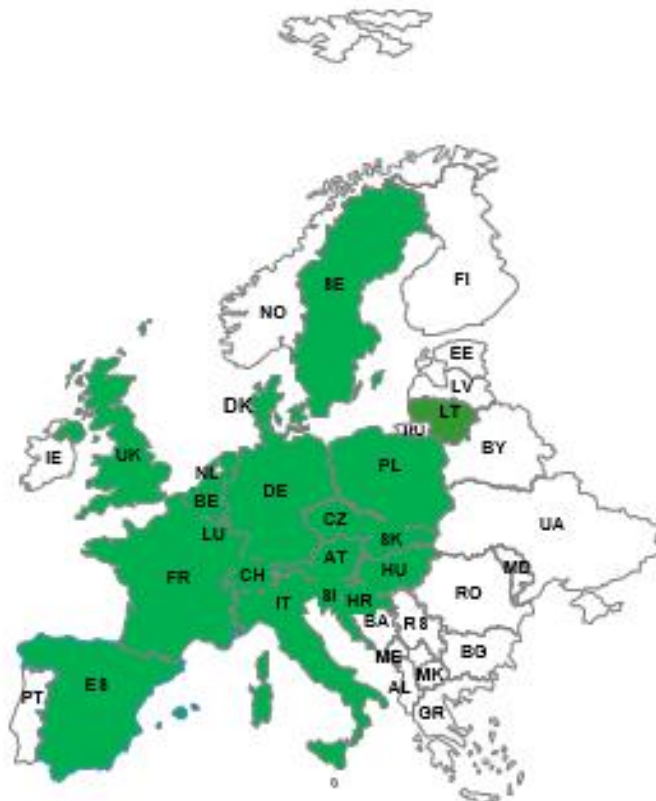 SE
FI
NO
EE
LV
DK
LT
RU
IE
UK
BY
NL
PL
DE
BE
CZ
UA
LU
SK
AT
MD
FR
CH
HU
RO
IT
SI
HR
BA
RS
BG
ME
MK
ES
PT
AL
GR